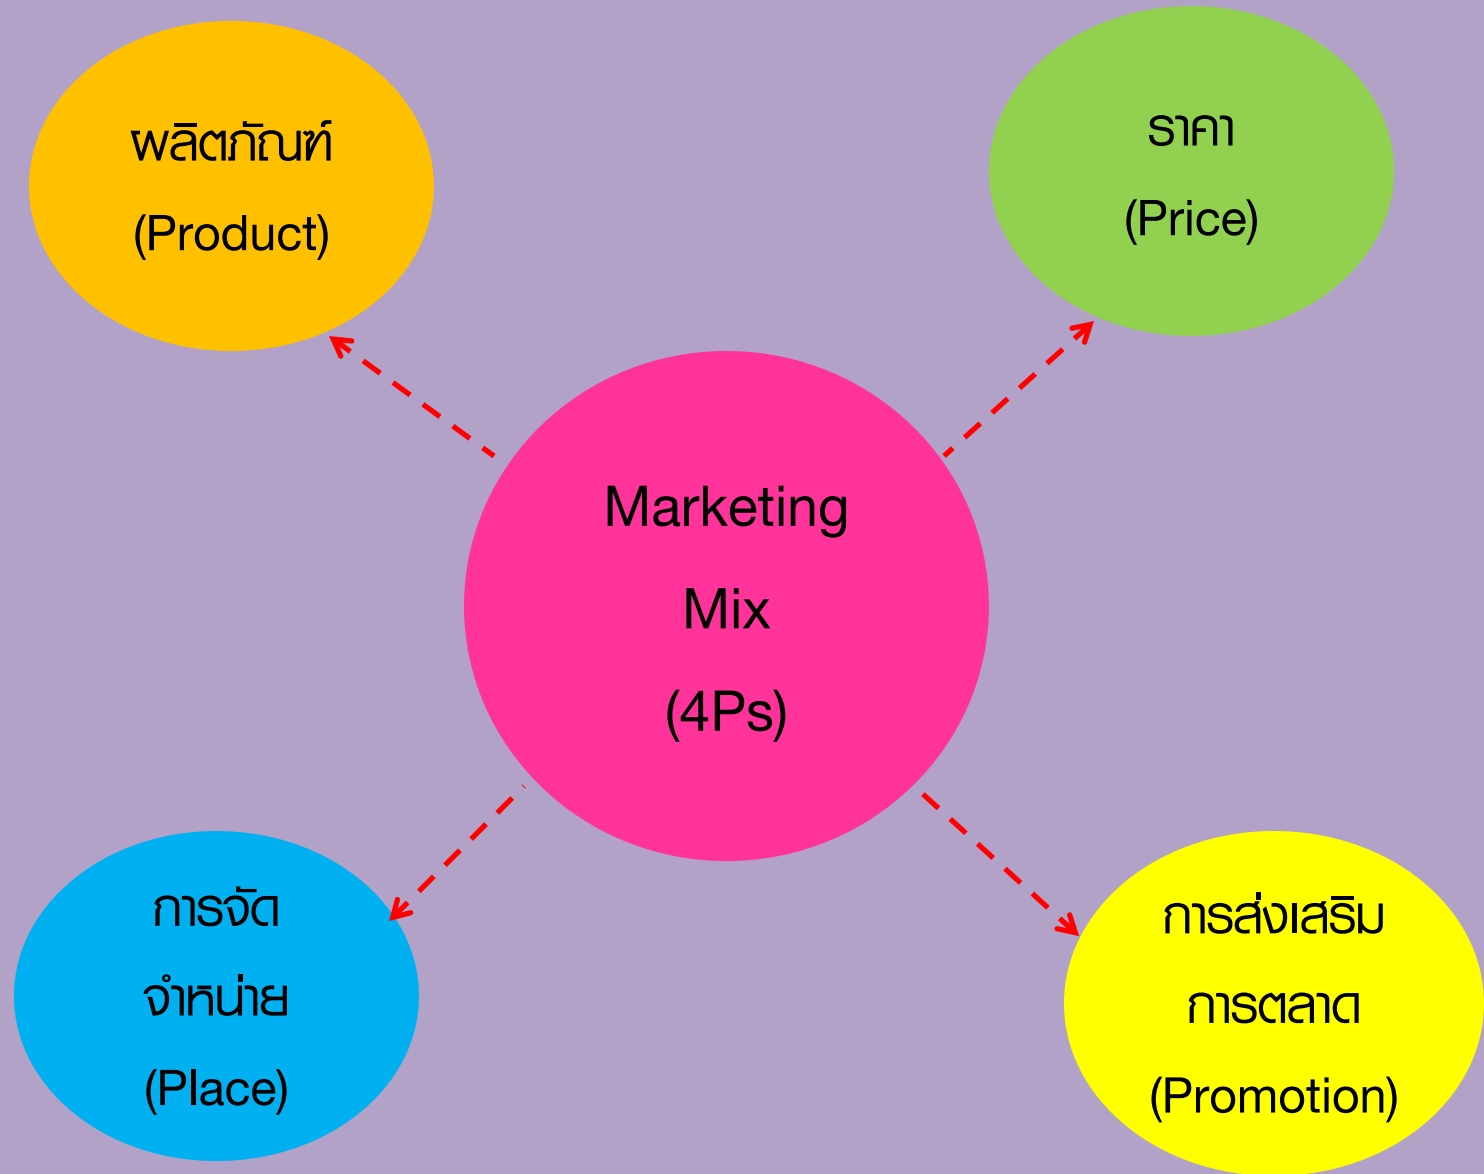 ผลิตภัณฑ์
(Product)
ราคา
(Price)
Marketing
Mix
(4Ps)
การจัด
จำหน่าย
(Place)
การส่งเสริม
การตลาด
(Promotion)